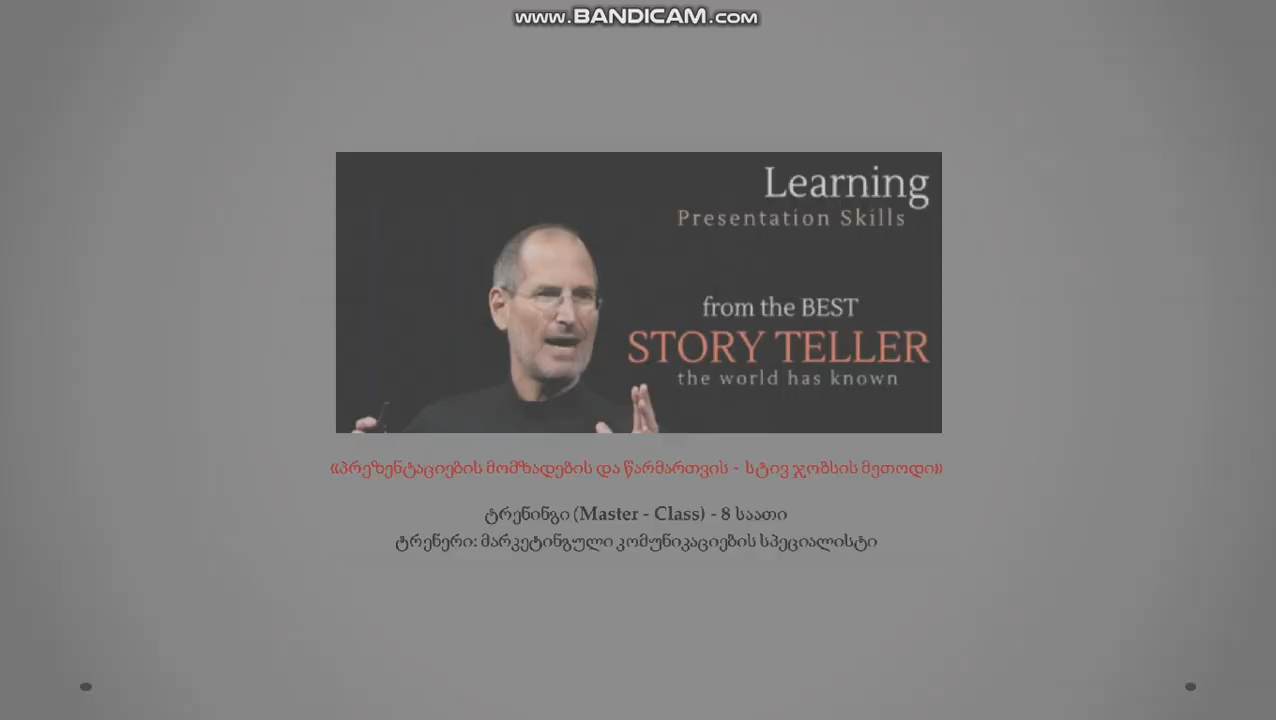 www.BANDICAM.com
Learning
Presentation Skills
from the BEST
STORY TELLER
the world has known
«პრეზენტაციების მომზადების და წარმართვის - სტივ ჯობსის მეთოდი»
ტრენინგი (Master - Class) - 8 საათი
ტრენერი: მარკეტინგული კომუნიკაციების სპეციალისტი